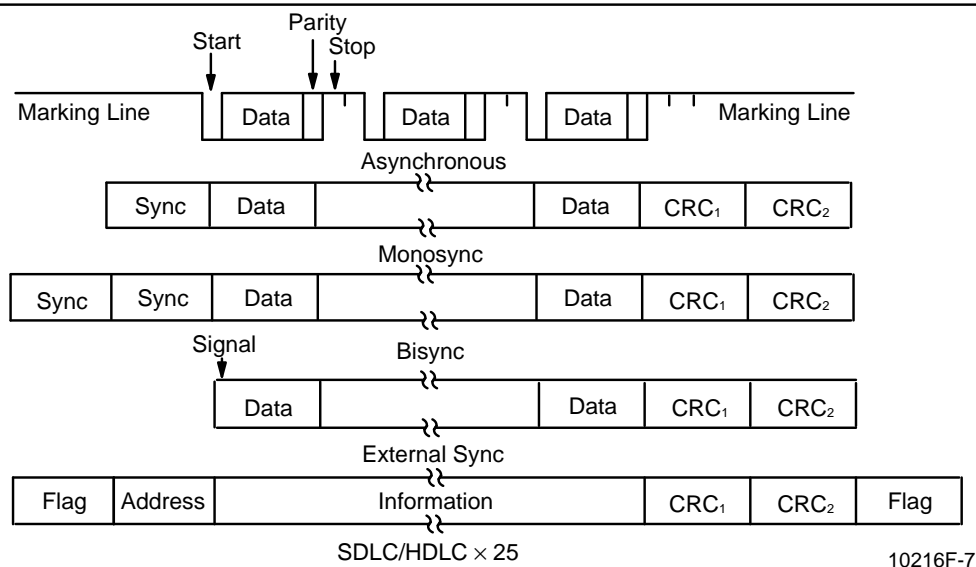 Start Parity Stop
Marking Line Data Data Data Marking Line
Asynchronous
Sync Data Data CRC₁ CRC₂
Monosync
Sync Sync Data Data CRC₁ CRC₂
Signal
Bisync
Data Data CRC₁ CRC₂
External Sync
Flag Address Information CRC₁ CRC₂ Flag
SDLC/HDLC × 25
10216F-7